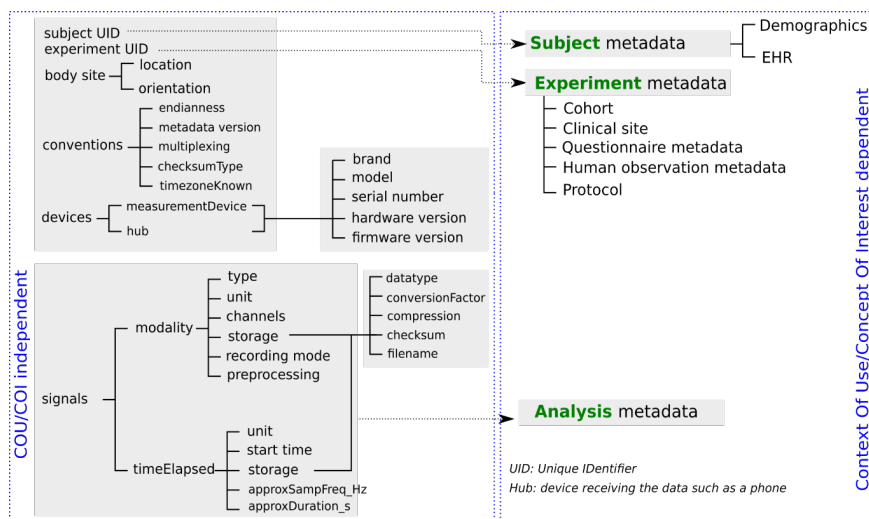 subject UID
experiment UID
body site
location
orientation
conventions
endianness
metadata version
multiplexing
checksumType
timezoneKnown
devices
measurementDevice
hub
brand
model
serial number
hardware version
firmware version
COU/COI independent
signals
modality
type
unit
channels
storage
recording mode
preprocessing
datatype
conversionFactor
compression
checksum
filename
timeElapsed
unit
start time
storage
approxSampFreq_Hz
approxDuration_s
Subject metadata
Demographics
EHR
Experiment metadata
Cohort
Clinical site
Questionnaire metadata
Human observation metadata
Protocol
Analysis metadata
UID: Unique IDentifier
Hub: device receiving the data such as a phone
Context Of Use/Concept Of Interest dependent